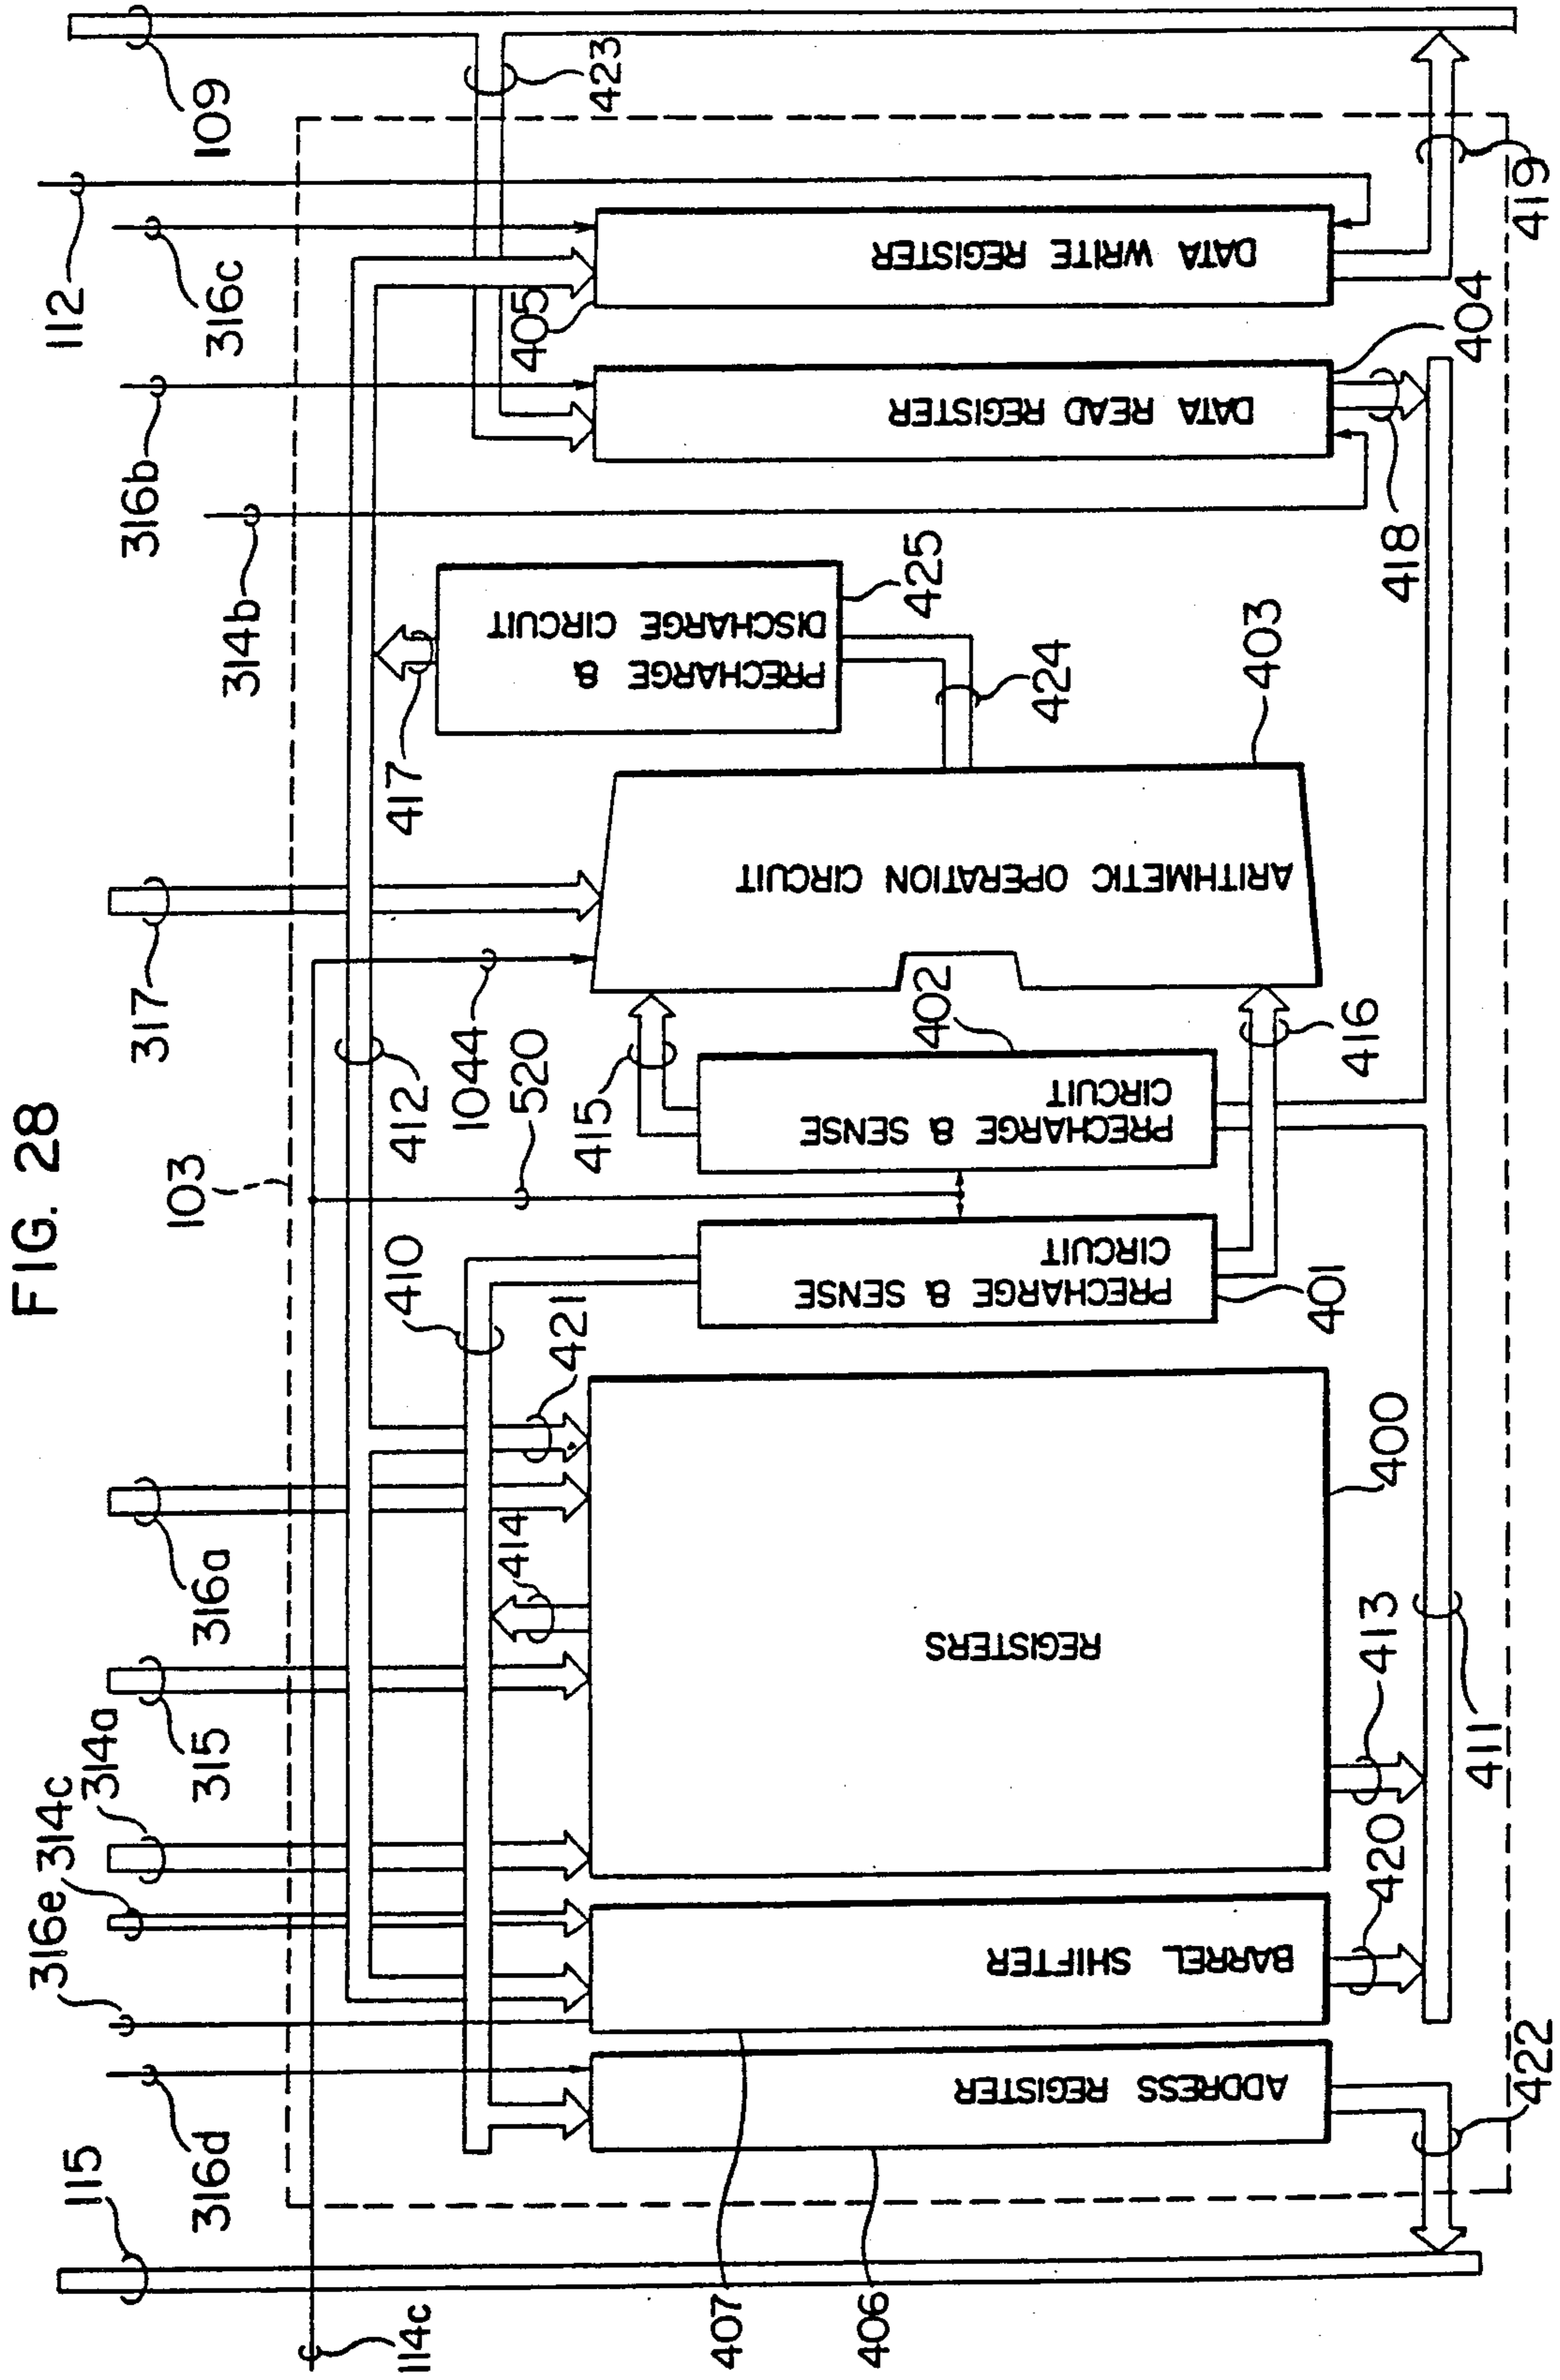 FIG. 28
115
316d
316e
314c
314a
315
316a
103
317
314b
316b
316c
112
109
114c
410
421
414
412
1044
520
415
402
417
425
424
403
423
405
404
418
419
416
401
400
413
420
411
422
407
406
ADDRESS REGISTER
BARREL SHIFTER
REGISTERS
PRECHARGE & SENSE
CIRCUIT
PRECHARGE & SENSE
CIRCUIT
ARITHMETIC OPERATION CIRCUIT
PRECHARGE &
DISCHARGE CIRCUIT
DATA READ REGISTER
DATA WRITE REGISTER